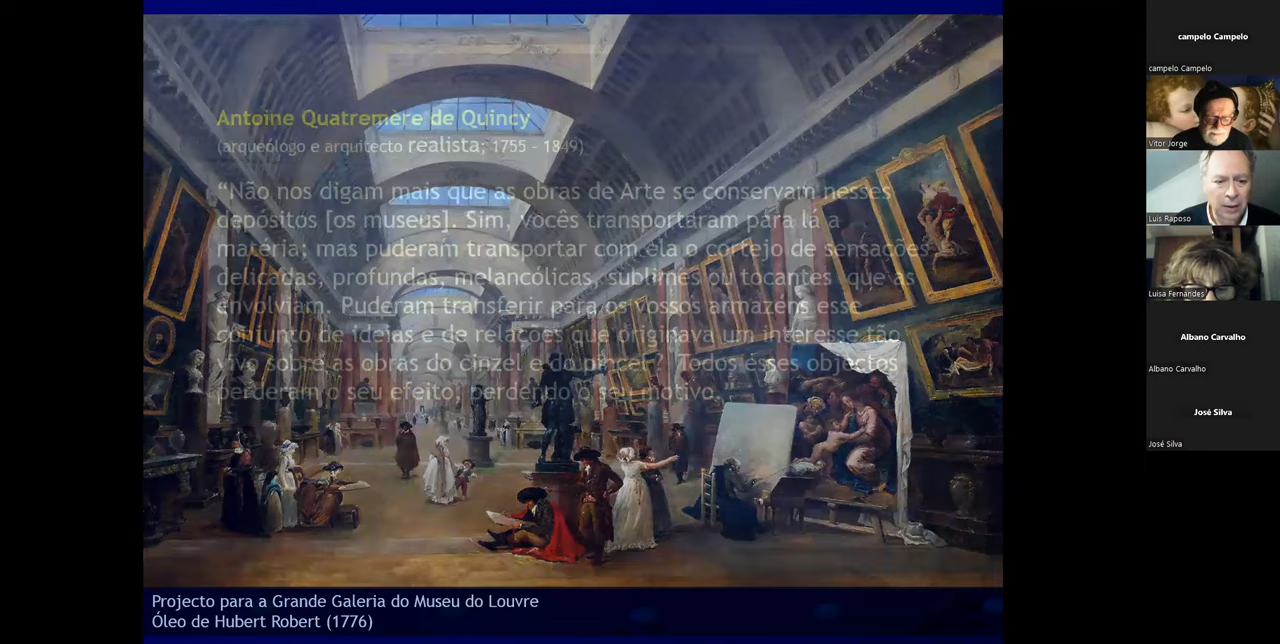 Antoine Quatremère de Quincy
(arqueólogo e arquitecto realista; 1755 - 1849)
“Não nos digam mais que as obras de Arte se conservam nesses
depósitos [os museus]. Sim, vocês transportaram para lá a
matéria; mas puderam transportar com ela o cortejo de sensações
delicadas, profundas, melancólicas, sublimes ou tocantes que as
envolviam. Puderam transferir para os vossos armazéns esse
conjunto de ideias e de relações que originava um interesse tão
vivo sobre as obras do cinzel e do pincel? Todos esses objectos
perderam o seu efeito, perdendo o seu motivo.
Projecto para a Grande Galeria do Museu do Louvre
Óleo de Hubert Robert (1776)
campelo Campelo
campelo Campelo
Vitor Jorge
Luis Raposo
Luisa Fernandes
Albano Carvalho
Albano Carvalho
José Silva
José Silva